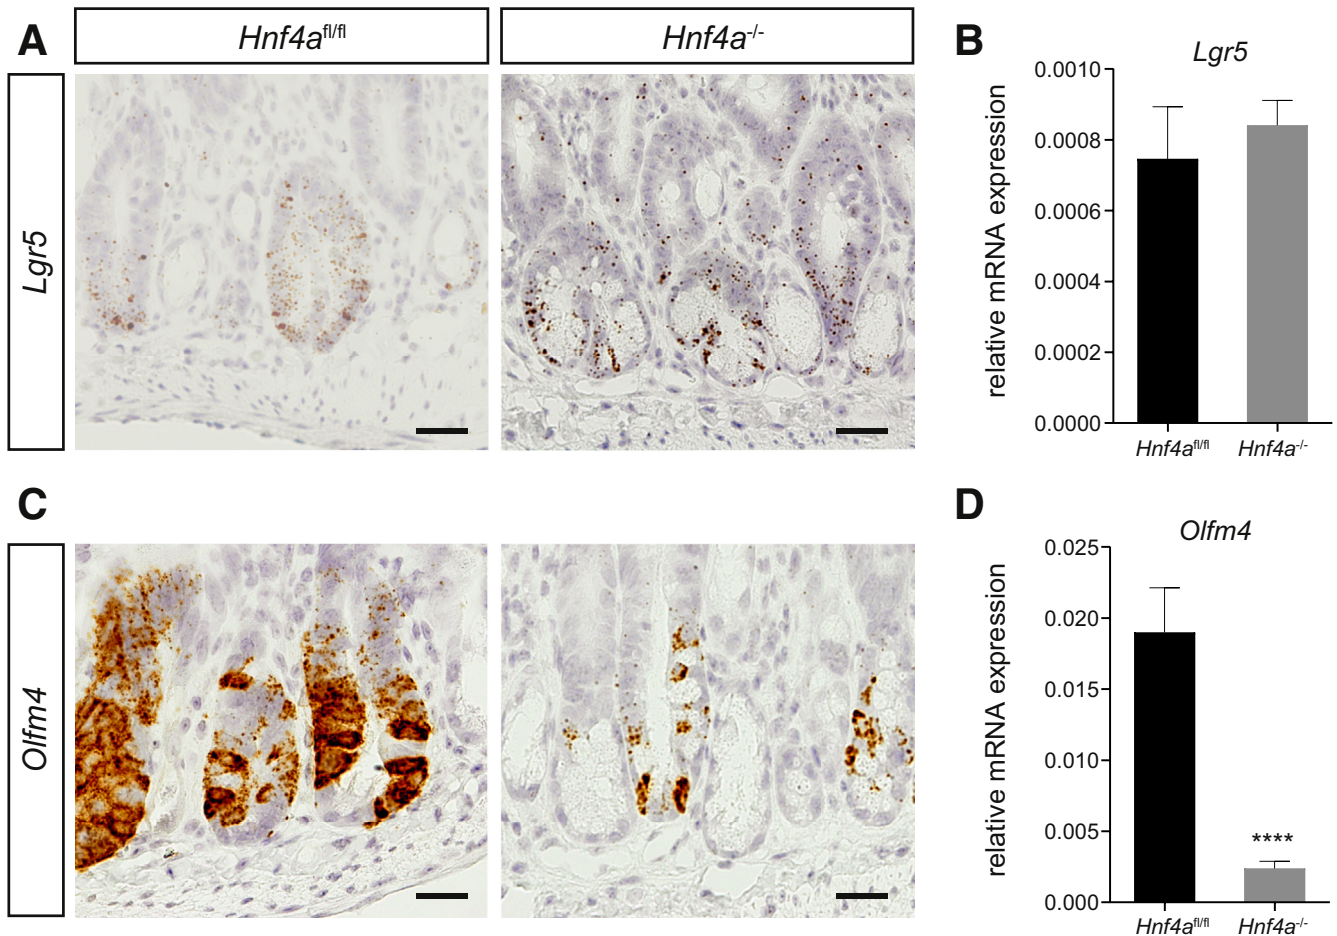 A
Hnf4a^fl/fl
Hnf4a^-/-
Lgr5
B
Lgr5
relative mRNA expression
0.0010
0.0008
0.0006
0.0004
0.0002
0.0000
Hnf4a^fl/fl
Hnf4a^-/-
C
Olfm4
D
Olfm4
relative mRNA expression
0.025
0.020
0.015
0.010
0.005
0.000
****
Hnf4a^fl/fl
Hnf4a^-/-